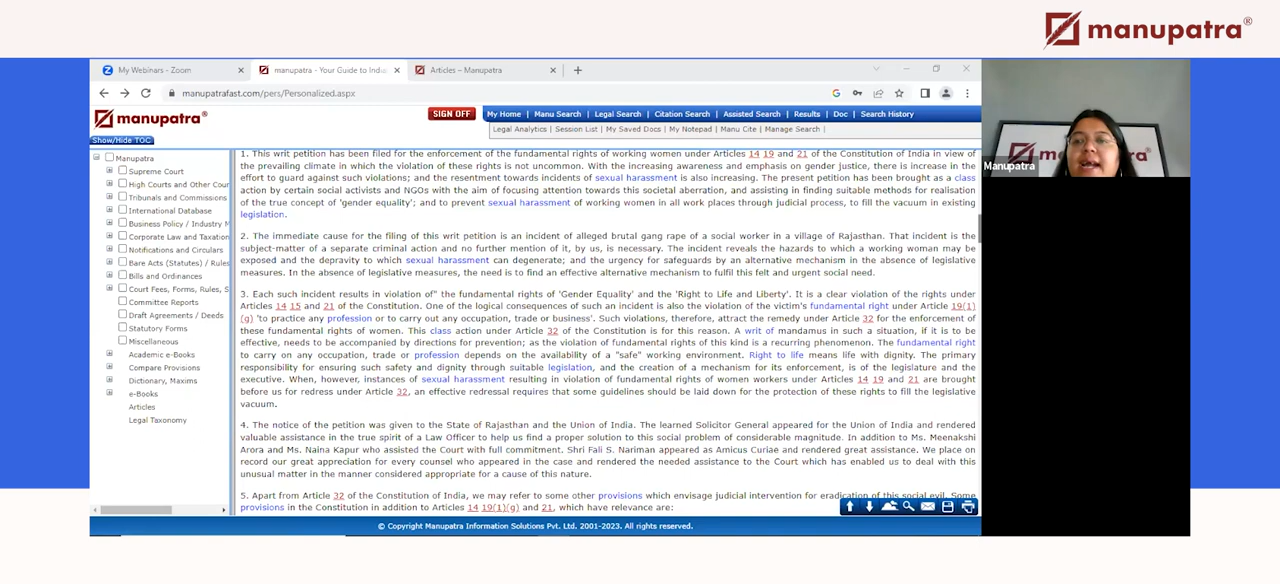 manupatra®
My Webinars - Zoom
manupatra - Your Guide to India
Articles – Manupatra
manupatrafast.com/pers/Personalized.aspx
manupatra®
SIGN OFF
My Home | Manu Search | Legal Search | Citation Search | Assisted Search | Results | Doc | Search History
Legal Analytics | Session List | My Saved Docs | My Notepad | Manu Cite | Manage Search |
Show/Hide TOC
Manupatra
Supreme Court
High Courts and Other Cour
Tribunals and Commissions
International Database
Business Policy / Industry M
Corporate Law and Taxation
Notifications and Circulars
Bare Acts (Statutes) / Rules
Bills and Ordinances
Court Fees, Forms, Rules, S
Committee Reports
Draft Agreements / Deeds
Statutory Forms
Miscellaneous
Academic e-Books
Compare Provisions
Dictionary, Maxims
e-Books
Articles
Legal Taxonomy
1. This writ petition has been filed for the enforcement of the fundamental rights of working women under Articles 14 19 and 21 of the Constitution of India in view of
the prevailing climate in which the violation of these rights is not uncommon. With the increasing awareness and emphasis on gender justice, there is increase in the
effort to guard against such violations; and the resentment towards incidents of sexual harassment is also increasing. The present petition has been brought as a class
action by certain social activists and NGOs with the aim of focusing attention towards this societal aberration, and assisting in finding suitable methods for realisation
of the true concept of 'gender equality'; and to prevent sexual harassment of working women in all work places through judicial process, to fill the vacuum in existing
legislation.
2. The immediate cause for the filing of this writ petition is an incident of alleged brutal gang rape of a social worker in a village of Rajasthan. That incident is the
subject-matter of a separate criminal action and no further mention of it, by us, is necessary. The incident reveals the hazards to which a working woman may be
exposed and the depravity to which sexual harassment can degenerate; and the urgency for safeguards by an alternative mechanism in the absence of legislative
measures. In the absence of legislative measures, the need is to find an effective alternative mechanism to fulfil this felt and urgent social need.
3. Each such incident results in violation of" the fundamental rights of 'Gender Equality' and the 'Right to Life and Liberty'. It is a clear violation of the rights under
Articles 14 15 and 21 of the Constitution. One of the logical consequences of such an incident is also the violation of the victim's fundamental right under Article 19(1)
(g) 'to practice any profession or to carry out any occupation, trade or business'. Such violations, therefore, attract the remedy under Article 32 for the enforcement of
these fundamental rights of women. This class action under Article 32 of the Constitution is for this reason. A writ of mandamus in such a situation, if it is to be
effective, needs to be accompanied by directions for prevention; as the violation of fundamental rights of this kind is a recurring phenomenon. The fundamental right
to carry on any occupation, trade or profession depends on the availability of a "safe" working environment. Right to life means life with dignity. The primary
responsibility for ensuring such safety and dignity through suitable legislation, and the creation of a mechanism for its enforcement, is of the legislature and the
executive. When, however, instances of sexual harassment resulting in violation of fundamental rights of women workers under Articles 14 19 and 21 are brought
before us for redress under Article 32, an effective redressal requires that some guidelines should be laid down for the protection of these rights to fill the legislative
vacuum.
4. The notice of the petition was given to the State of Rajasthan and the Union of India. The learned Solicitor General appeared for the Union of India and rendered
valuable assistance in the true spirit of a Law Officer to help us find a proper solution to this social problem of considerable magnitude. In addition to Ms. Meenakshi
Arora and Ms. Naina Kapur who assisted the Court with full commitment. Shri Fali S. Nariman appeared as Amicus Curiae and rendered great assistance. We place on
record our great appreciation for every counsel who appeared in the case and rendered the needed assistance to the Court which has enabled us to deal with this
unusual matter in the manner considered appropriate for a cause of this nature.
5. Apart from Article 32 of the Constitution of India, we may refer to some other provisions which envisage judicial intervention for eradication of this social evil. Some
provisions in the Constitution in addition to Articles 14 19(1)(g) and 21, which have relevance are:
© Copyright Manupatra Information Solutions Pvt. Ltd. 2001-2023. All rights reserved.
Manupatra